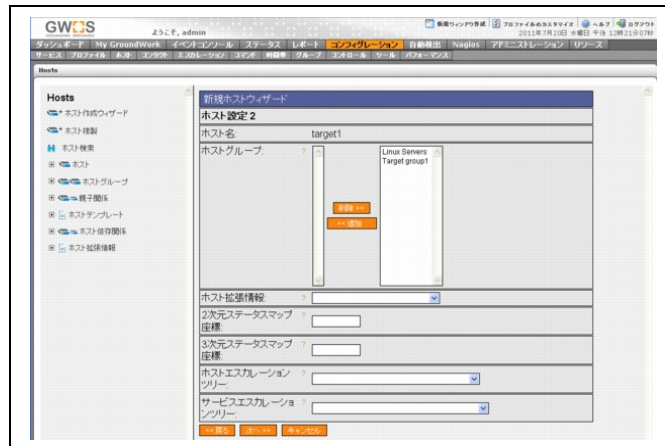 GWOS
ようこそ, admin
新規ウィンドウ作成 プロファイルのカスタマイズ ヘルプ ログアウト
2011年7月20日 水曜日 午後 12時21分07秒
ダッシュボード My GroundWork イベントコンソール ステータス レポート コンフィグレーション 自動検出 Nagios アドミニストレーション リソース
サービス プロファイル ホスト コンタクト エスカレーション コマンド 時間帯 グループ コントロール ツール パフォーマンス
Hosts
Hosts
ホスト作成ウィザード
ホスト複製
ホスト検索
ホスト
ホストグループ
親子関係
ホストテンプレート
ホスト依存関係
ホスト拡張情報
新規ホストウィザード
ホスト設定 2
ホスト名: target1
ホストグループ: ?
Linux Servers
Target group1
削除 >>
<< 追加
ホスト拡張情報: ?
2次元ステータスマップ座標: ?
3次元ステータスマップ座標: ?
ホストエスカレーションツリー: ?
サービスエスカレーションツリー: ?
<< 戻る 次へ >> キャンセル